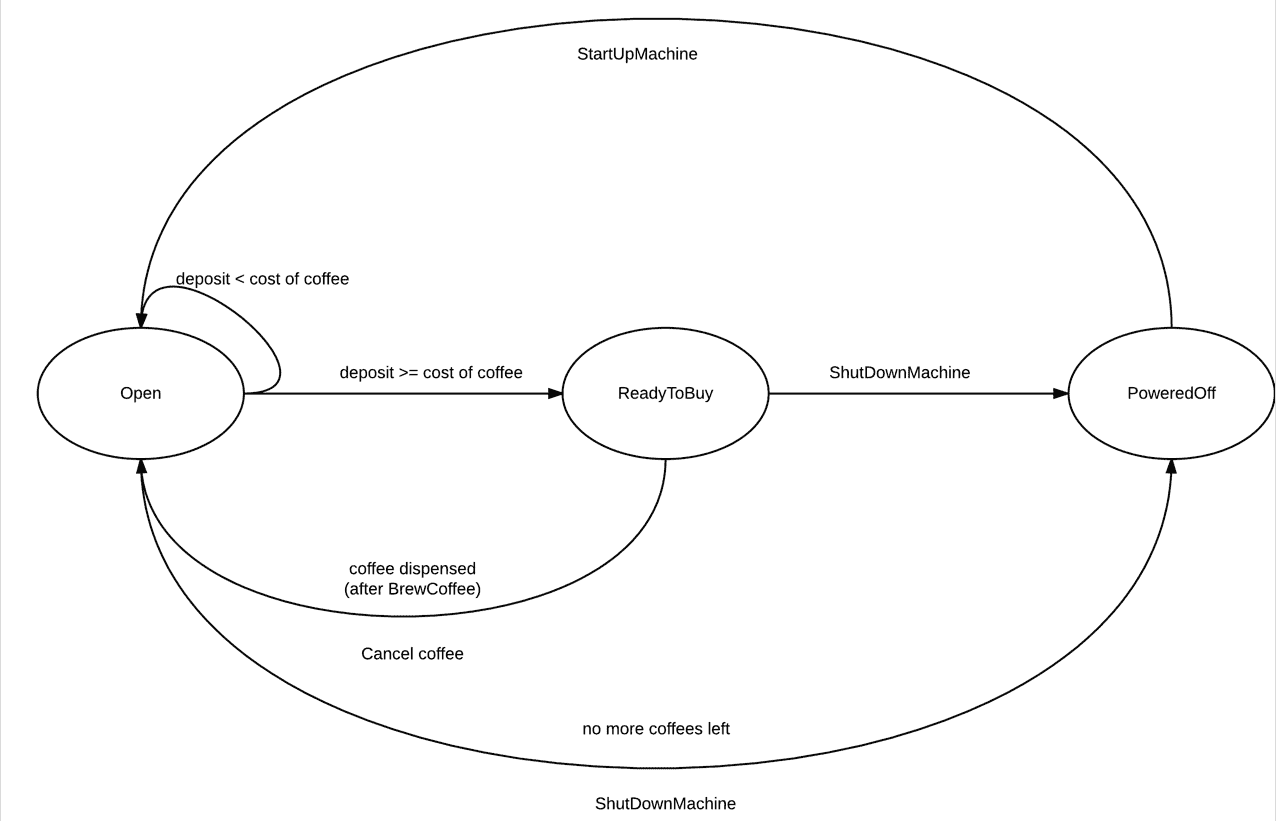 StartUpMachine
deposit < cost of coffee
deposit >= cost of coffee
ShutDownMachine
Open
ReadyToBuy
PoweredOff
coffee dispensed
(after BrewCoffee)
Cancel coffee
no more coffees left
ShutDownMachine